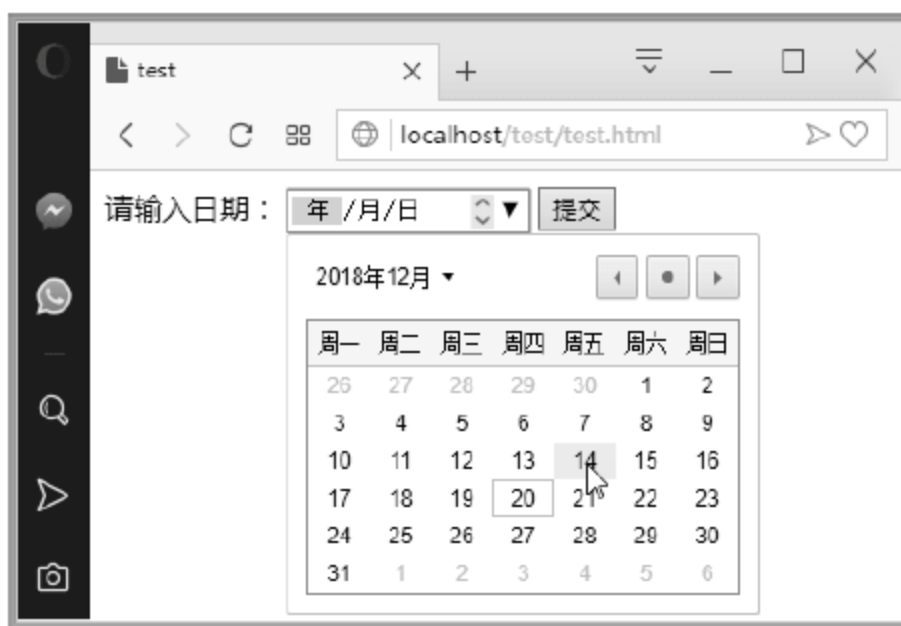 test
localhost/test/test.html
请输入日期： 年 /月/日 提交
2018年12月
周一 周二 周三 周四 周五 周六 周日
26 27 28 29 30 1 2
3 4 5 6 7 8 9
10 11 12 13 14 15 16
17 18 19 20 21 22 23
24 25 26 27 28 29 30
31 1 2 3 4 5 6